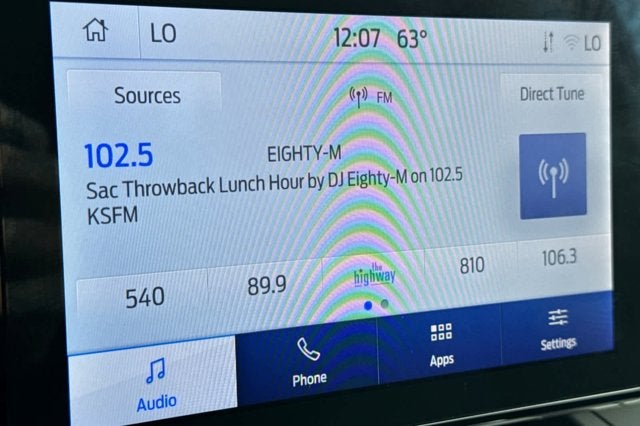 LO 12:07 63° LO
Sources FM Direct Tune
102.5 EIGHTY-M
Sac Throwback Lunch Hour by DJ Eighty-M on 102.5
KSFM
540 89.9 the highway 810 106.3
Audio Phone Apps Settings